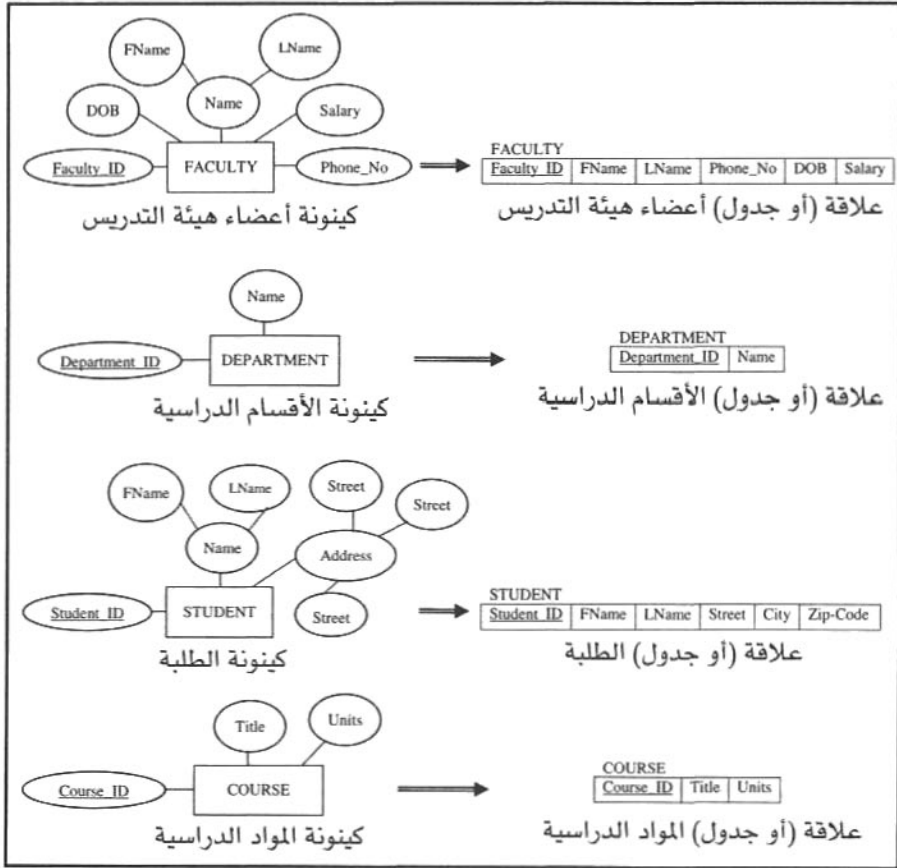 FName
LName
DOB
Name
Salary
Faculty_ID
FACULTY
Phone_No
كينونة أعضاء هيئة التدريس
FACULTY
Faculty_ID FName LName Phone_No DOB Salary
علاقة (أو جدول) أعضاء هيئة التدريس
Name
Department_ID
DEPARTMENT
كينونة الأقسام الدراسية
DEPARTMENT
Department_ID Name
علاقة (أو جدول) الأقسام الدراسية
FName
LName
Street
Street
Name
Address
Student_ID
STUDENT
Street
كينونة الطلبة
STUDENT
Student_ID FName LName Street City Zip-Code
علاقة (أو جدول) الطلبة
Title
Units
Course_ID
COURSE
كينونة المواد الدراسية
COURSE
Course_ID Title Units
علاقة (أو جدول) المواد الدراسية